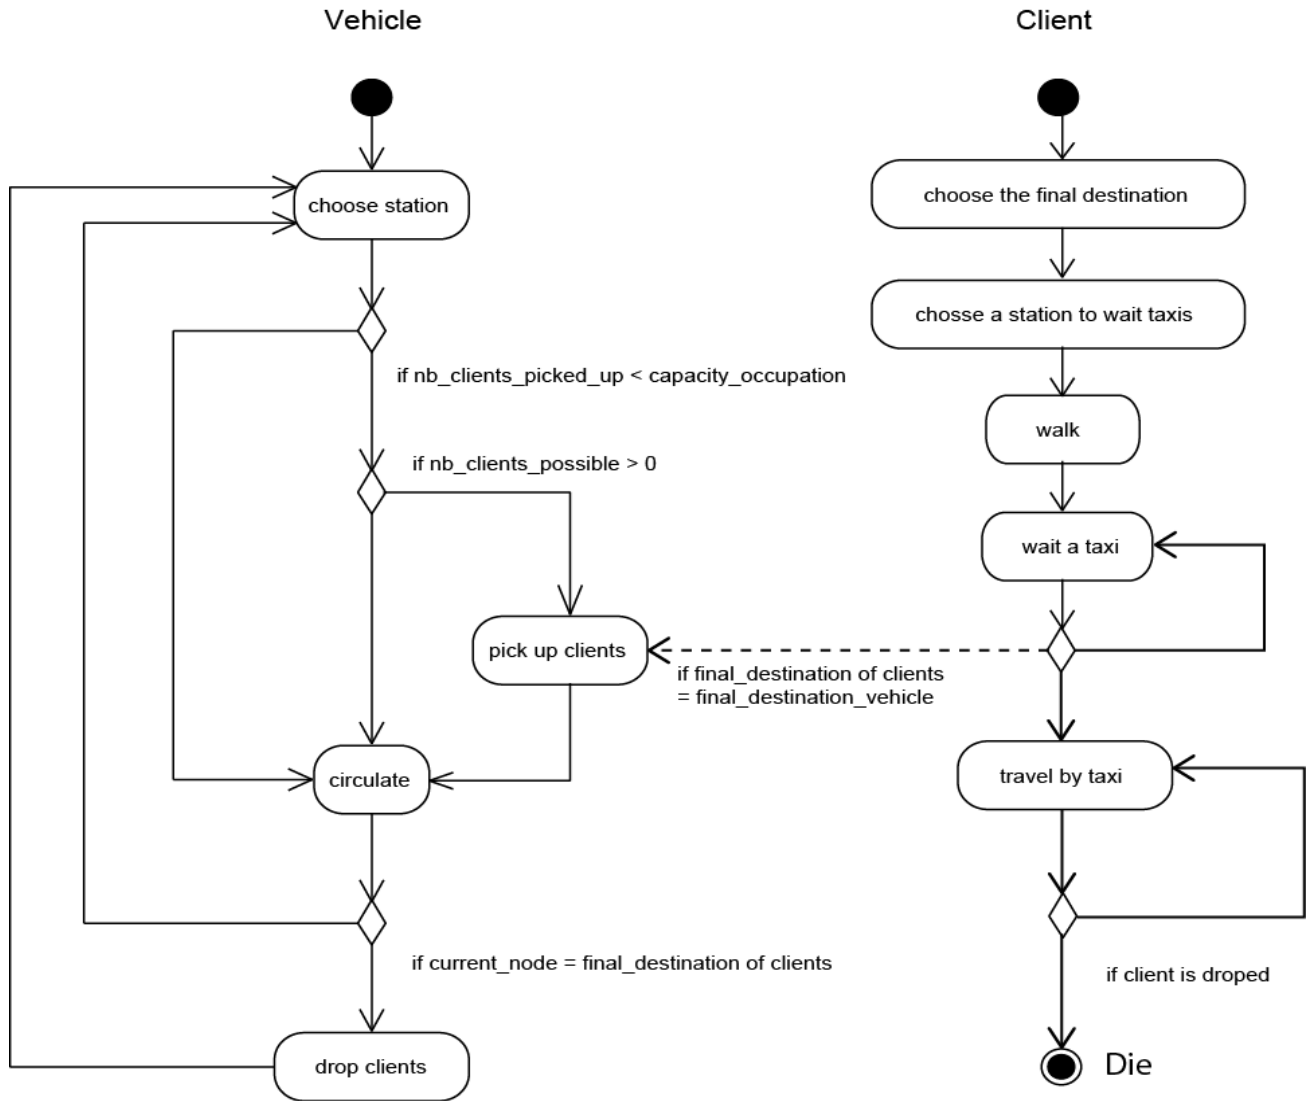 Vehicle
Client
choose station
choose the final destination
chosse a station to wait taxis
if nb_clients_picked_up < capacity_occupation
walk
if nb_clients_possible > 0
wait a taxi
pick up clients
if final_destination of clients
= final_destination_vehicle
circulate
travel by taxi
if current_node = final_destination of clients
if client is droped
drop clients
Die